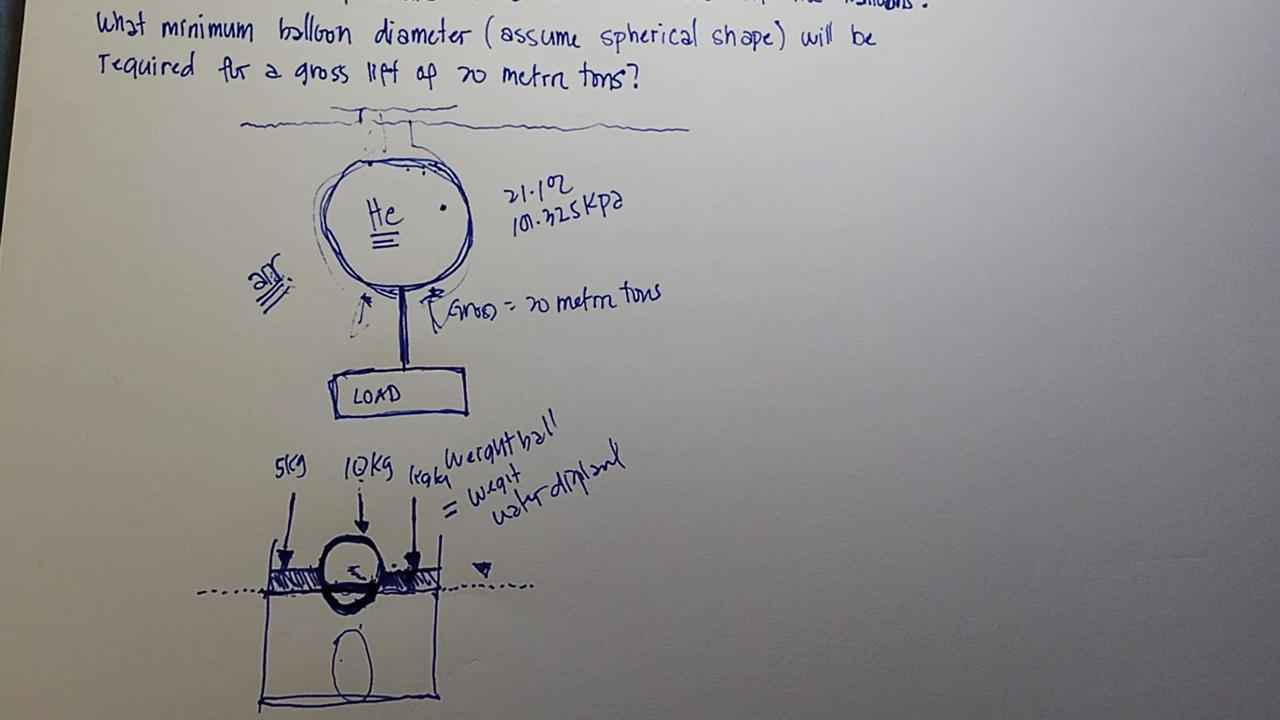 What minimum balloon diameter (assume spherical shape) will be
required for a gross lift of 20 metric tons?
He
21.1°C
101.325 kPa
air
Gross = 20 metric tons
LOAD
5kg
10kg
Weight ball
= weight
water displaced